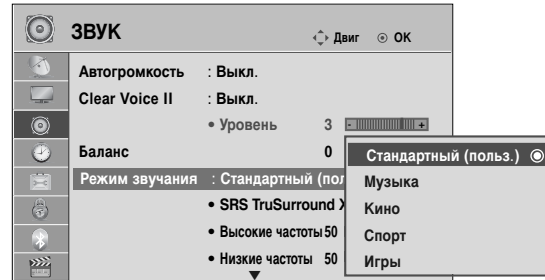 ЗВУК
Двиг ОК
Автогромкость : Выкл.
Clear Voice II : Выкл.
• Уровень 3 - +
Баланс 0
Режим звучания : Стандартный (пол
• SRS TruSurround X
• Высокие частоты 50
• Низкие частоты 50
Стандартный (польз.)
Музыка
Кино
Спорт
Игры